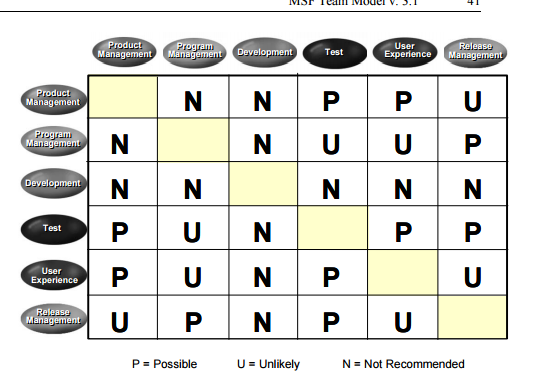 MSF Team Model v. 3.1 41
Product Management Program Management Development Test User Experience Release Management
Product Management N N P P U
Program Management N N U U P
Development N N N N N
Test P U N P P
User Experience P U N P U
Release Management U P N P U
P = Possible U = Unlikely N = Not Recommended